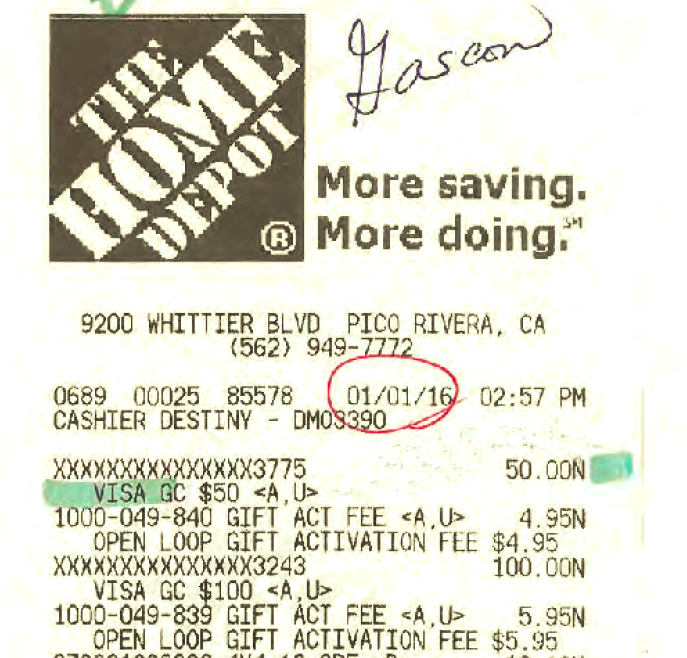 Gascon
THE
HOME
DEPOT
®
More saving.
More doing.℠
9200 WHITTIER BLVD PICO RIVERA, CA
(562) 949-7772
0689 00025 85578 01/01/16 02:57 PM
CASHIER DESTINY - DMO3390
XXXXXXXXXXXXXXX3775 50.00N
VISA GC $50 <A,U>
1000-049-840 GIFT ACT FEE <A,U> 4.95N
OPEN LOOP GIFT ACTIVATION FEE $4.95
XXXXXXXXXXXXXXX3243 100.00N
VISA GC $100 <A,U>
1000-049-839 GIFT ACT FEE <A,U> 5.95N
OPEN LOOP GIFT ACTIVATION FEE $5.95